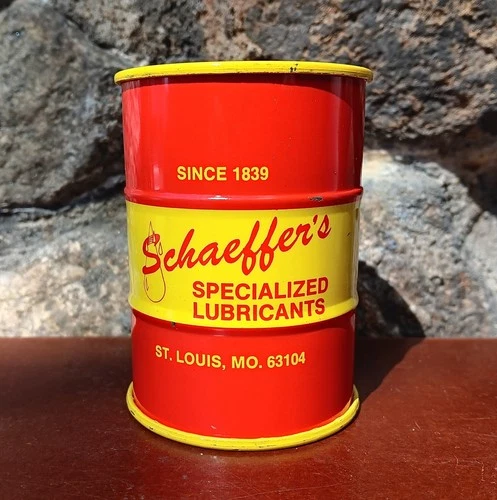 SINCE 1839
Schaeffer's
SPECIALIZED
LUBRICANTS
ST. LOUIS, MO. 63104